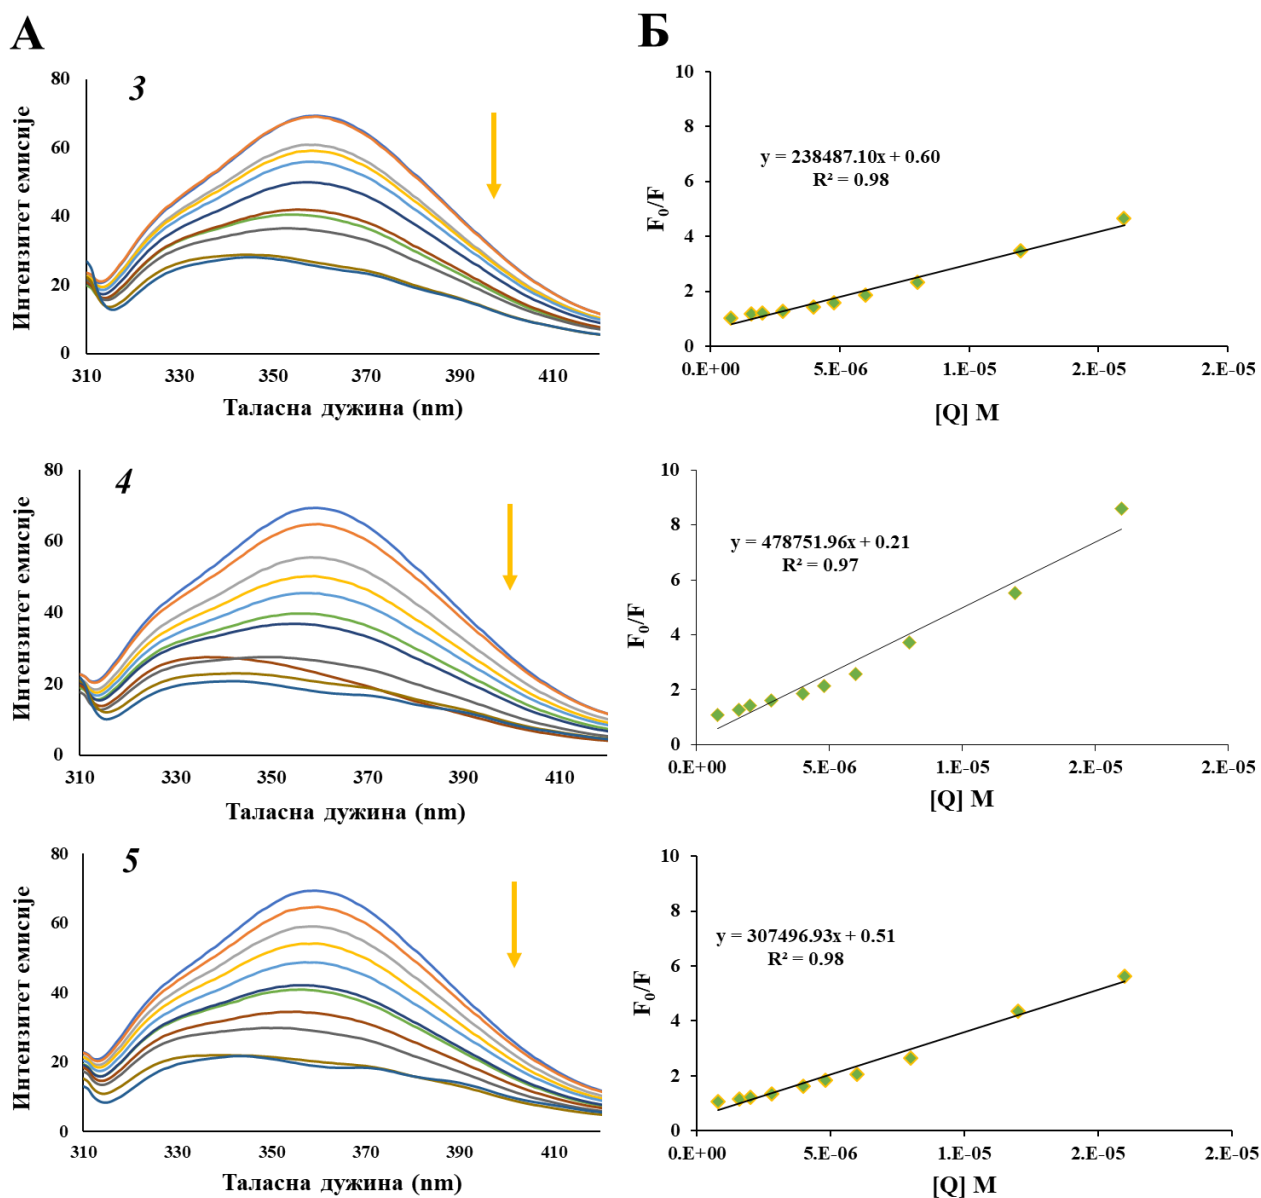 А
Б
3
Интензитет емисије
80
60
40
20
0
310
330
350
370
390
410
Таласна дужина (nm)
F₀/F
10
8
6
4
2
0
y = 238487.10x + 0.60
R² = 0.98
0.E+00
5.E-06
1.E-05
2.E-05
2.E-05
[Q] M
4
Интензитет емисије
80
60
40
20
0
310
330
350
370
390
410
Таласна дужина (nm)
F₀/F
10
8
6
4
2
0
y = 478751.96x + 0.21
R² = 0.97
0.E+00
5.E-06
1.E-05
2.E-05
2.E-05
[Q] M
5
Интензитет емисије
80
60
40
20
0
310
330
350
370
390
410
Таласна дужина (nm)
F₀/F
10
8
6
4
2
0
y = 307496.93x + 0.51
R² = 0.98
0.E+00
5.E-06
1.E-05
2.E-05
2.E-05
[Q] M